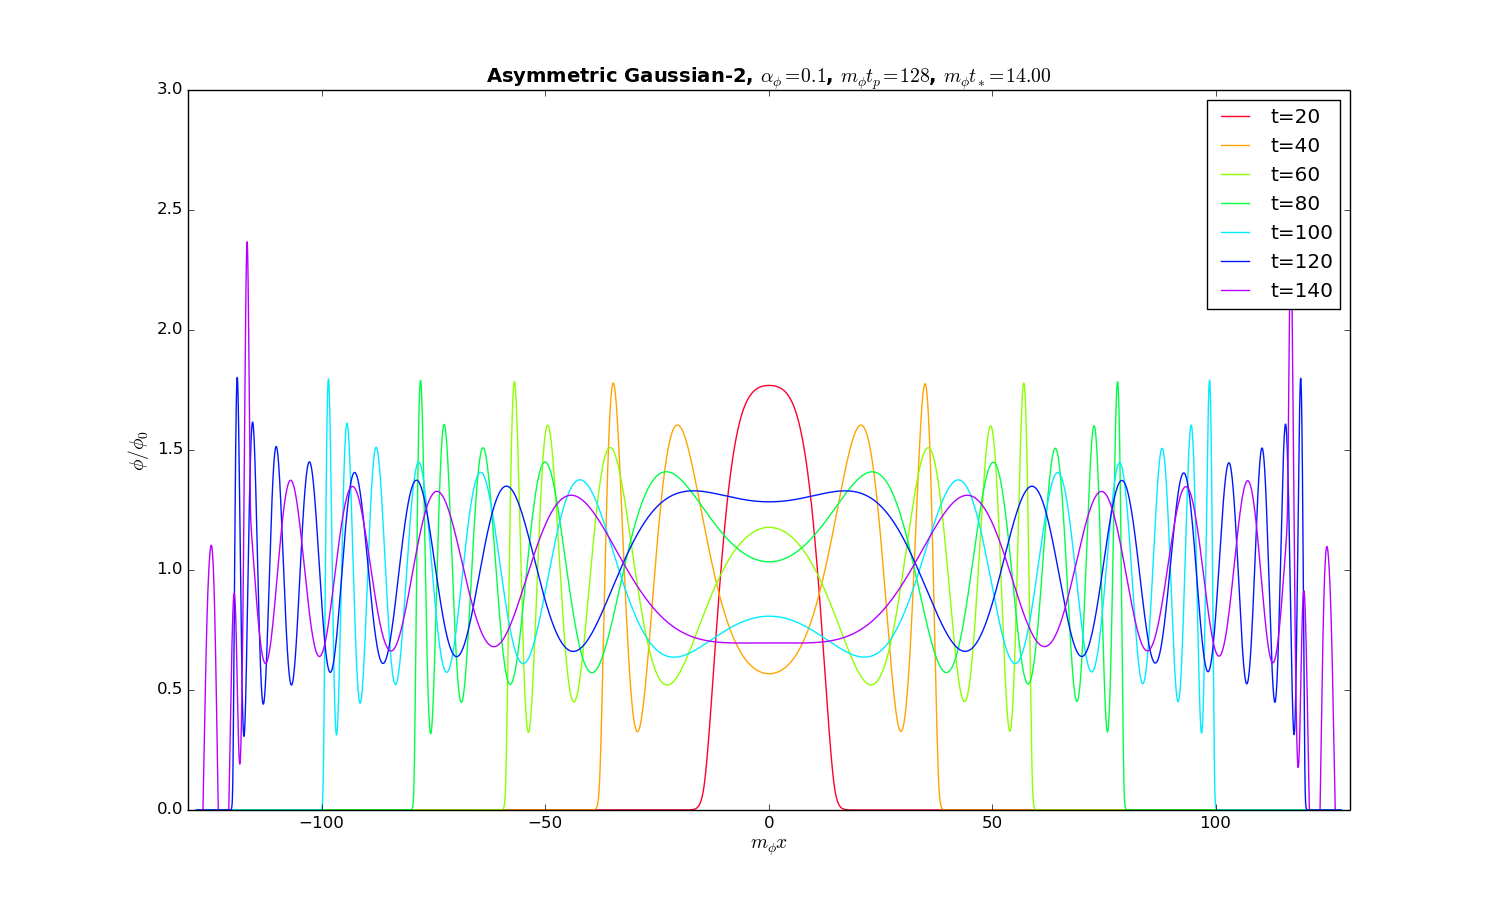 Asymmetric Gaussian-2, αϕ=0.1, mϕtp=128, mϕt*=14.00
3.0
2.5
2.0
1.5
1.0
0.5
0.0
ϕ/ϕ0
t=20
t=40
t=60
t=80
t=100
t=120
t=140
−100
−50
0
50
100
mϕx